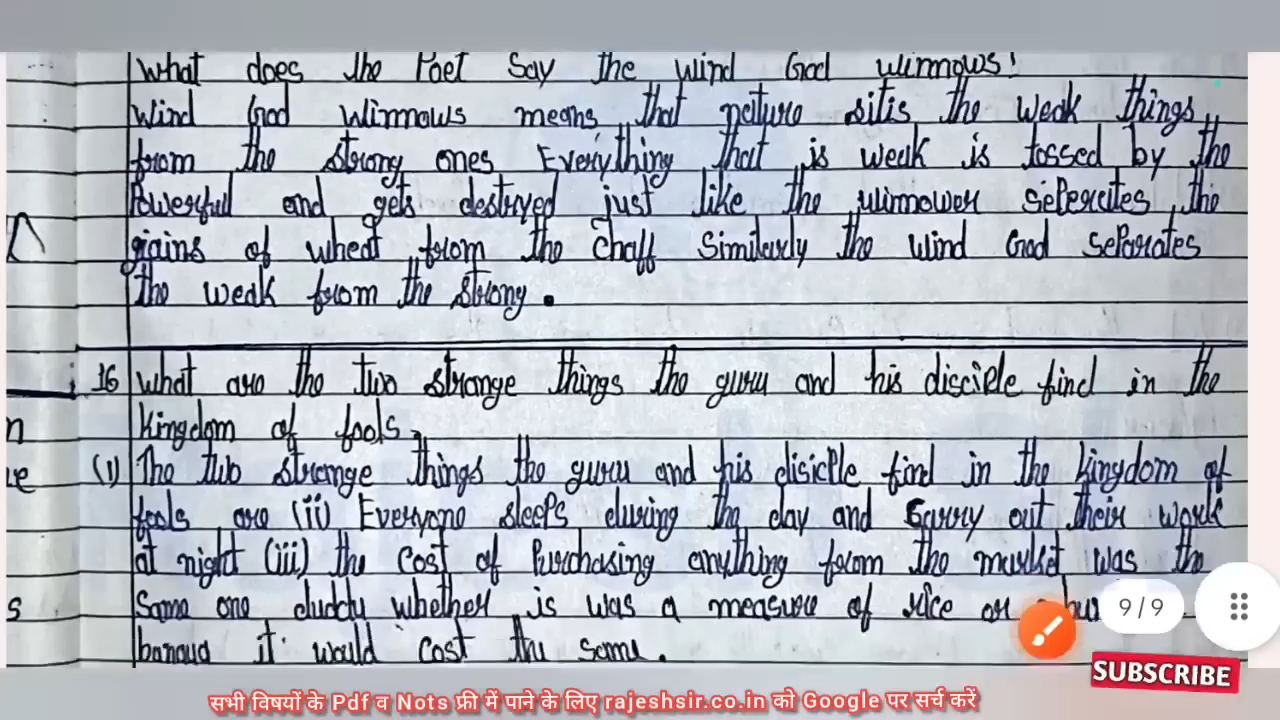 What does the Poet Say the Wind God winnows?
Wind God Winnows means that nature sifts the weak things
from the strong ones Everything that is weak is tossed by the
Powerful and gets destryed just like the winnower seperates the
grains of wheat from the chaff Similarly the wind God separates
the weak from the strong.
i 16 What are the two strange things the guru and his disciple find in the
Kingdom of fools.
n
ve (1) The two strange things the guru and his disicple find in the kingdom of
fools are (ii) Everyone sleeps during the day and carry out their work
at night (iii) the cost of Purchasing anything from the market was the
s Same one duddy whether is was a measure of rice or
it would cost the same.
9/9
SUBSCRIBE
सभी विषयों के Pdf व Nots फ्री में पाने के लिए rajeshsir.co.in को Google पर सर्च करें